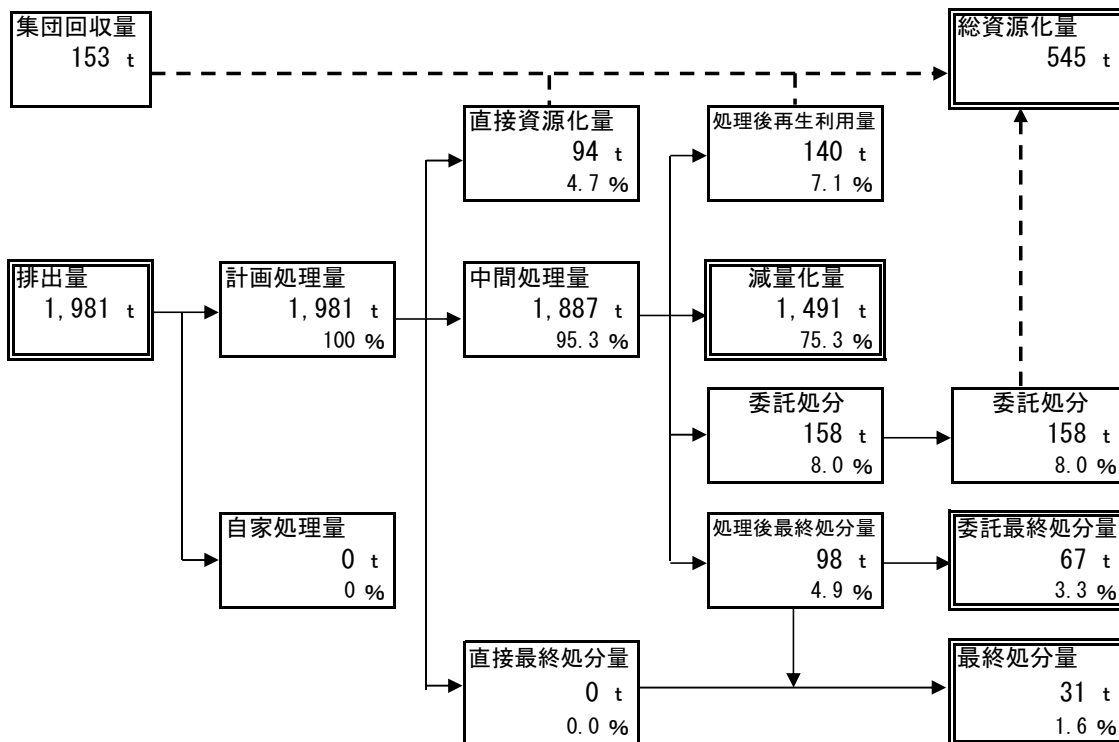 集団回収量
153 t
総資源化量
545 t
直接資源化量
94 t
4.7 %
処理後再生利用量
140 t
7.1 %
排出量
1,981 t
計画処理量
1,981 t
100 %
中間処理量
1,887 t
95.3 %
減量化量
1,491 t
75.3 %
委託処分
158 t
8.0 %
委託処分
158 t
8.0 %
自家処理量
0 t
0 %
処理後最終処分量
98 t
4.9 %
委託最終処分量
67 t
3.3 %
直接最終処分量
0 t
0.0 %
最終処分量
31 t
1.6 %